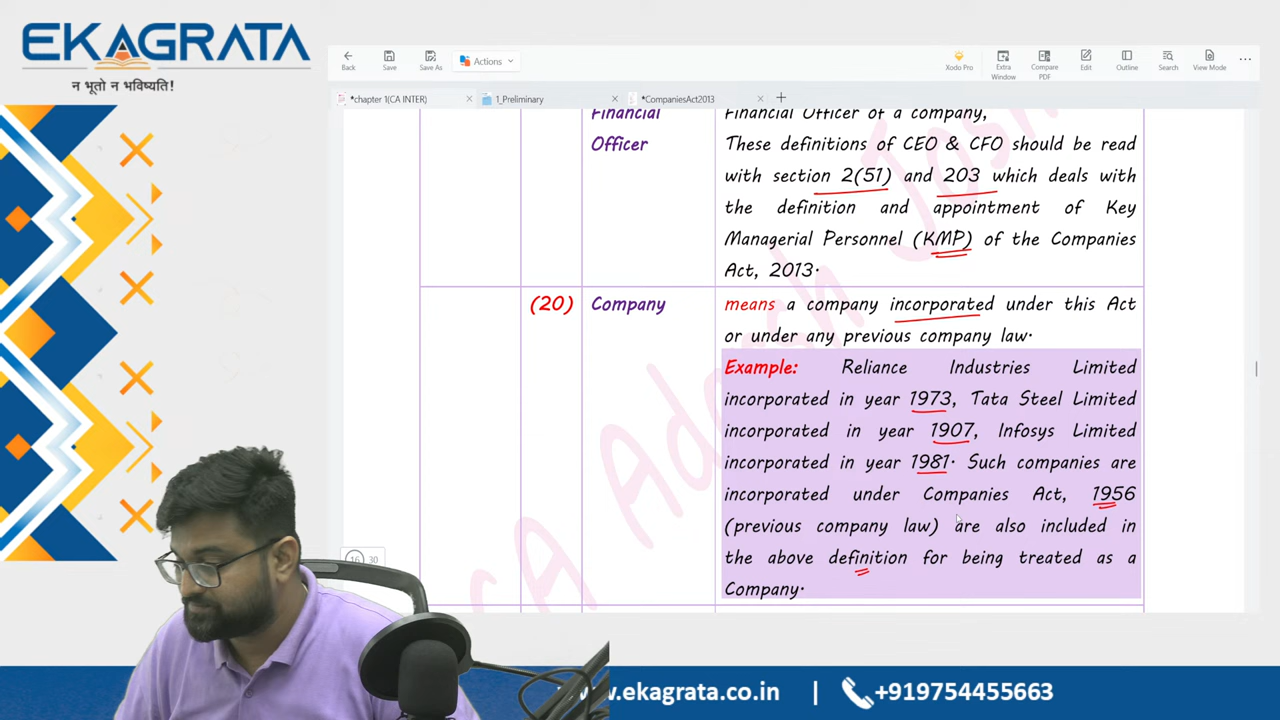 EKAGRATA
न भूतो न भविष्यति!
Back
Save
Save As
Actions
Xodo Pro
Extra Window
Compare PDF
Edit
Outline
Search
View Mode
*chapter 1(CA INTER)
1_Preliminary
*CompaniesAct2013
Financial
Officer
Financial Officer of a company,
These definitions of CEO & CFO should be read
with section 2(51) and 203 which deals with
the definition and appointment of Key
Managerial Personnel (KMP) of the Companies
Act, 2013.
(20)
Company
means a company incorporated under this Act
or under any previous company law.
Example: Reliance Industries Limited
incorporated in year 1973, Tata Steel Limited
incorporated in year 1907, Infosys Limited
incorporated in year 1981. Such companies are
incorporated under Companies Act, 1956
(previous company law) are also included in
the above definition for being treated as a
Company.
CA Adarsh Joshi
16 30
www.ekagrata.co.in | +919754455663